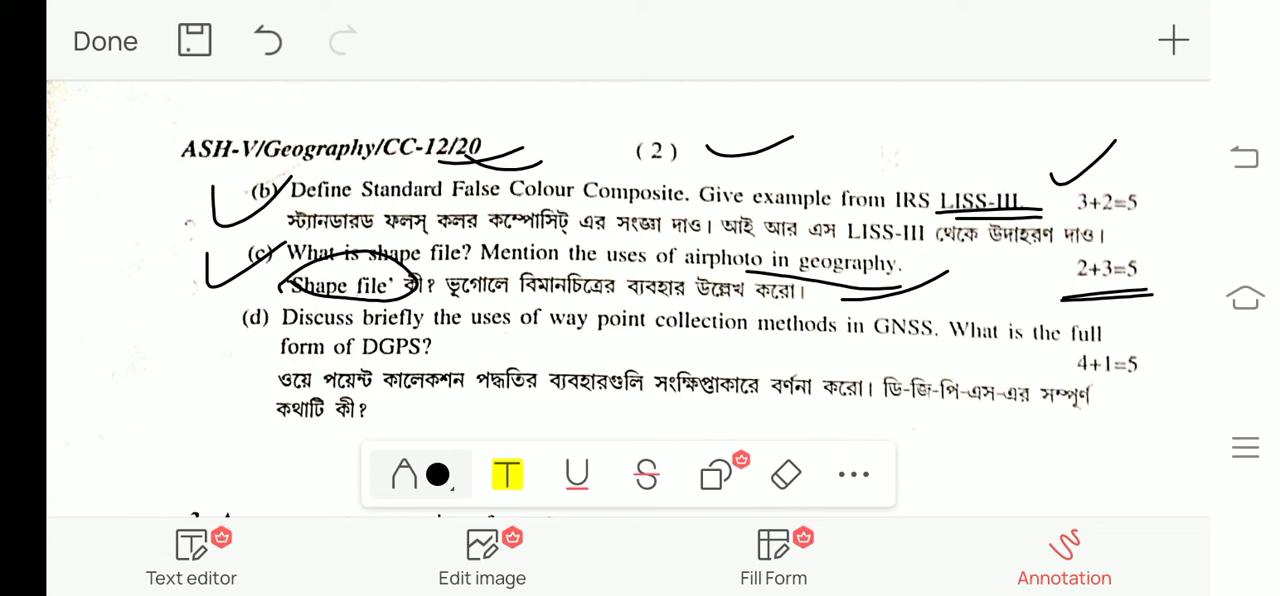 Done
ASH-V/Geography/CC-12/20 ( 2 )
(b) Define Standard False Colour Composite. Give example from IRS LISS-III. 3+2=5
স্ট্যানডারড ফলস্ কলর কম্পোসিট্ এর সংজ্ঞা দাও। আই আর এস LISS-III থেকে উদাহরণ দাও।
(c) What is shape file? Mention the uses of airphoto in geography. 2+3=5
'Shape file' কী? ভূগোলে বিমানচিত্রের ব্যবহার উল্লেখ করো।
(d) Discuss briefly the uses of way point collection methods in GNSS. What is the full
form of DGPS? 4+1=5
ওয়ে পয়েন্ট কালেকশন পদ্ধতির ব্যবহারগুলি সংক্ষিপ্তাকারে বর্ণনা করো। ডি-জি-পি-এস-এর সম্পূর্ণ
কথাটি কী?
Text editor
Edit image
Fill Form
Annotation